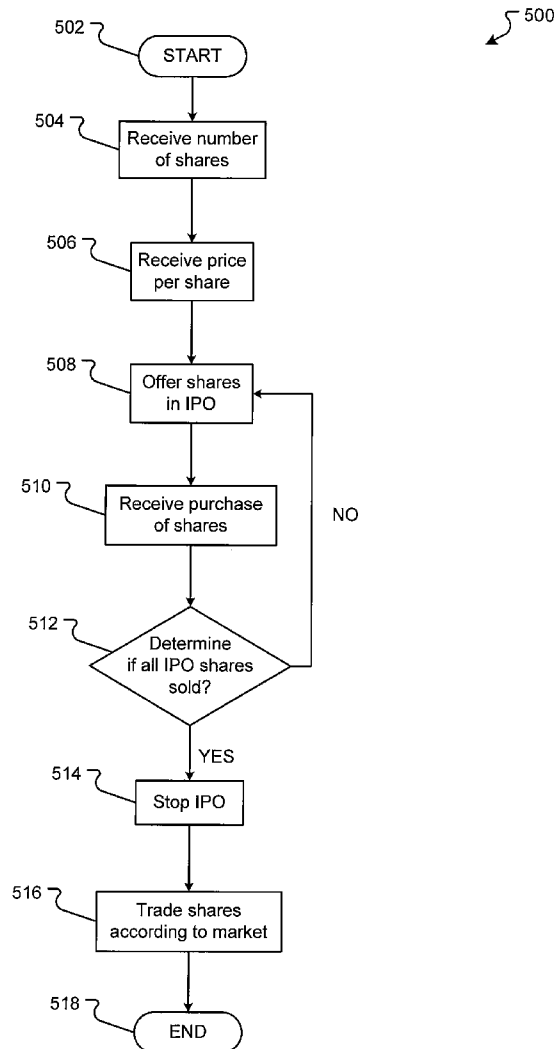 500
502
START
504
Receive number
of shares
506
Receive price
per share
508
Offer shares
in IPO
510
Receive purchase
of shares
NO
512
Determine
if all IPO shares
sold?
YES
514
Stop IPO
516
Trade shares
according to market
518
END